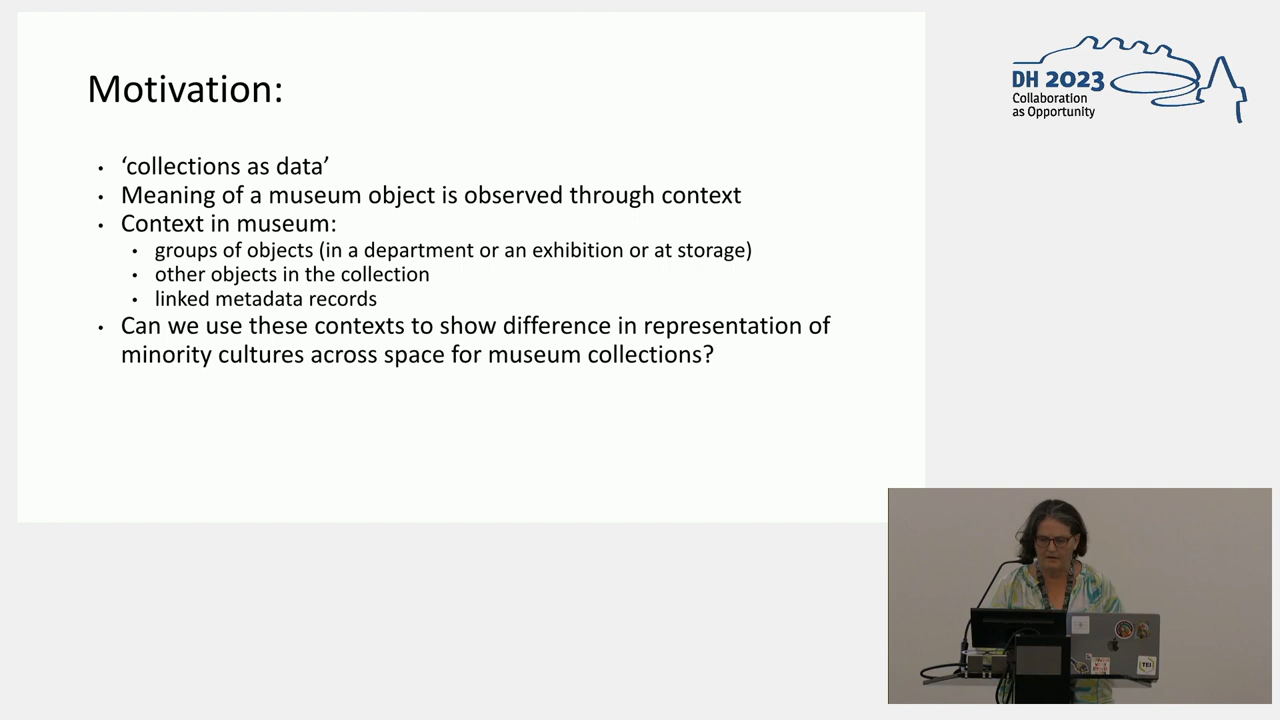 Motivation:
• ‘collections as data’
• Meaning of a museum object is observed through context
• Context in museum:
• groups of objects (in a department or an exhibition or at storage)
• other objects in the collection
• linked metadata records
• Can we use these contexts to show difference in representation of
minority cultures across space for museum collections?
DH 2023
Collaboration
as Opportunity
TEI